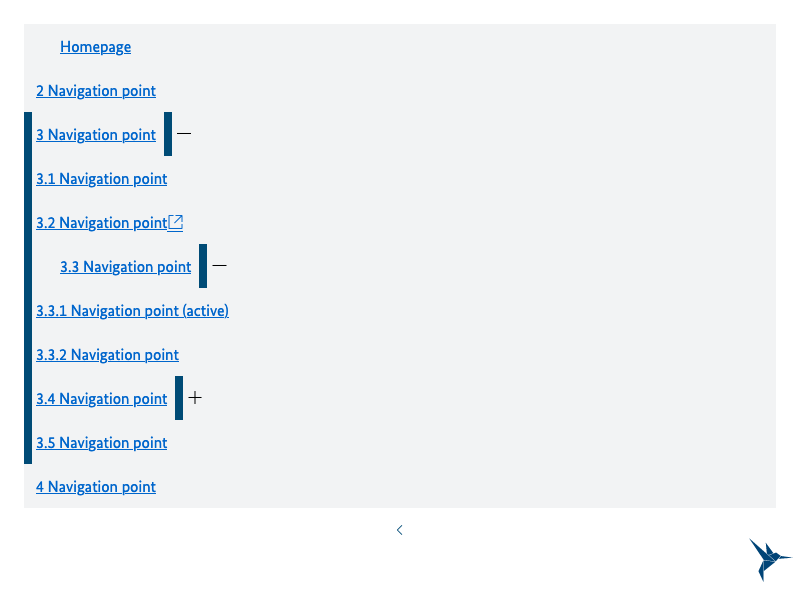 Homepage
2 Navigation point
3 Navigation point
3.1 Navigation point
3.2 Navigation point
3.3 Navigation point
3.3.1 Navigation point (active)
3.3.2 Navigation point
3.4 Navigation point
3.5 Navigation point
4 Navigation point